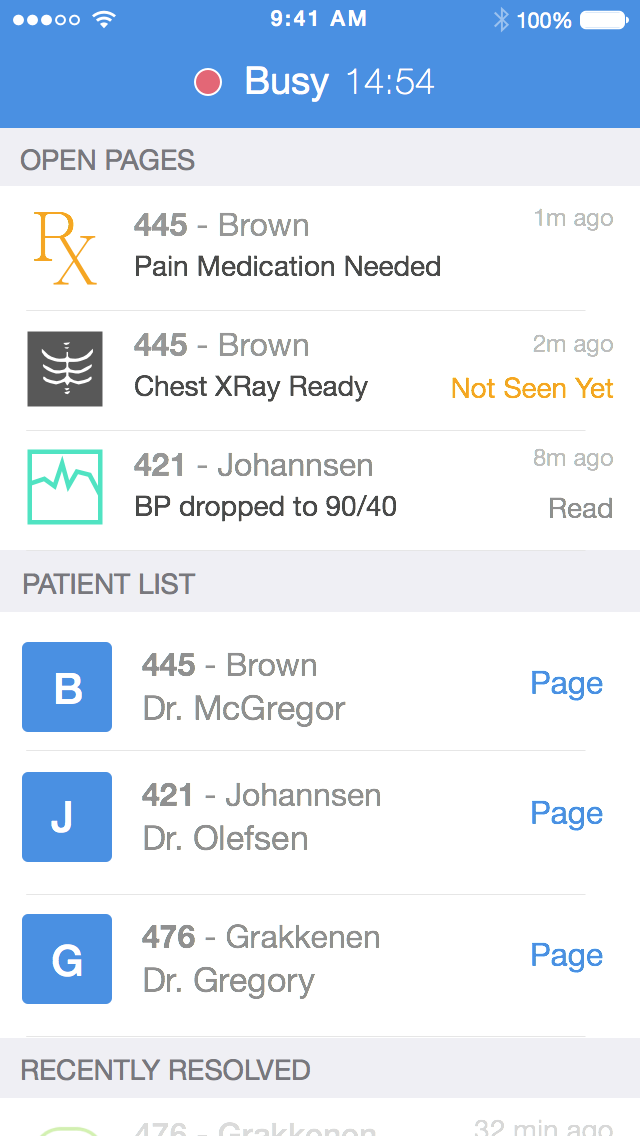 9:41 AM 100%
Busy 14:54
OPEN PAGES
Rx
445 - Brown 1m ago
Pain Medication Needed
445 - Brown 2m ago
Chest XRay Ready Not Seen Yet
421 - Johannsen 8m ago
BP dropped to 90/40 Read
PATIENT LIST
B
445 - Brown
Dr. McGregor
Page
J
421 - Johannsen
Dr. Olefsen
Page
G
476 - Grakkenen
Dr. Gregory
Page
RECENTLY RESOLVED
476 - Grakkenen 32 min ago